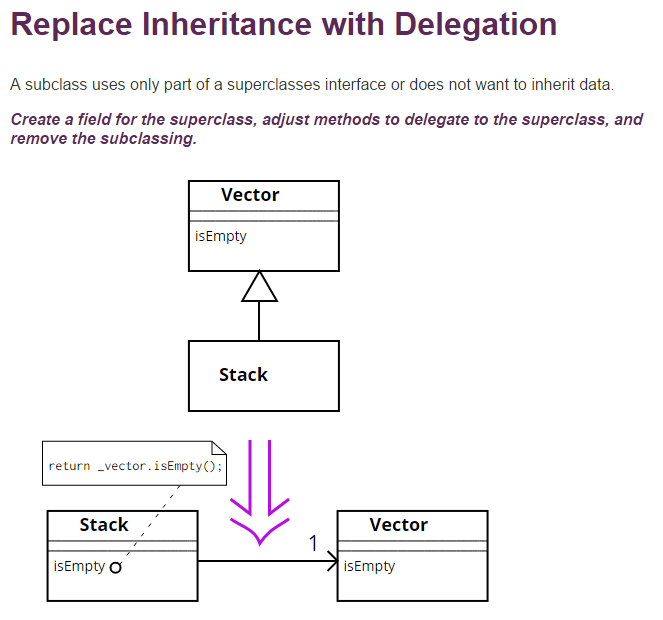 Replace Inheritance with Delegation
A subclass uses only part of a superclasses interface or does not want to inherit data.
Create a field for the superclass, adjust methods to delegate to the superclass, and
remove the subclassing.
Vector
isEmpty
Stack
return _vector.isEmpty();
Stack
isEmpty
1
Vector
isEmpty